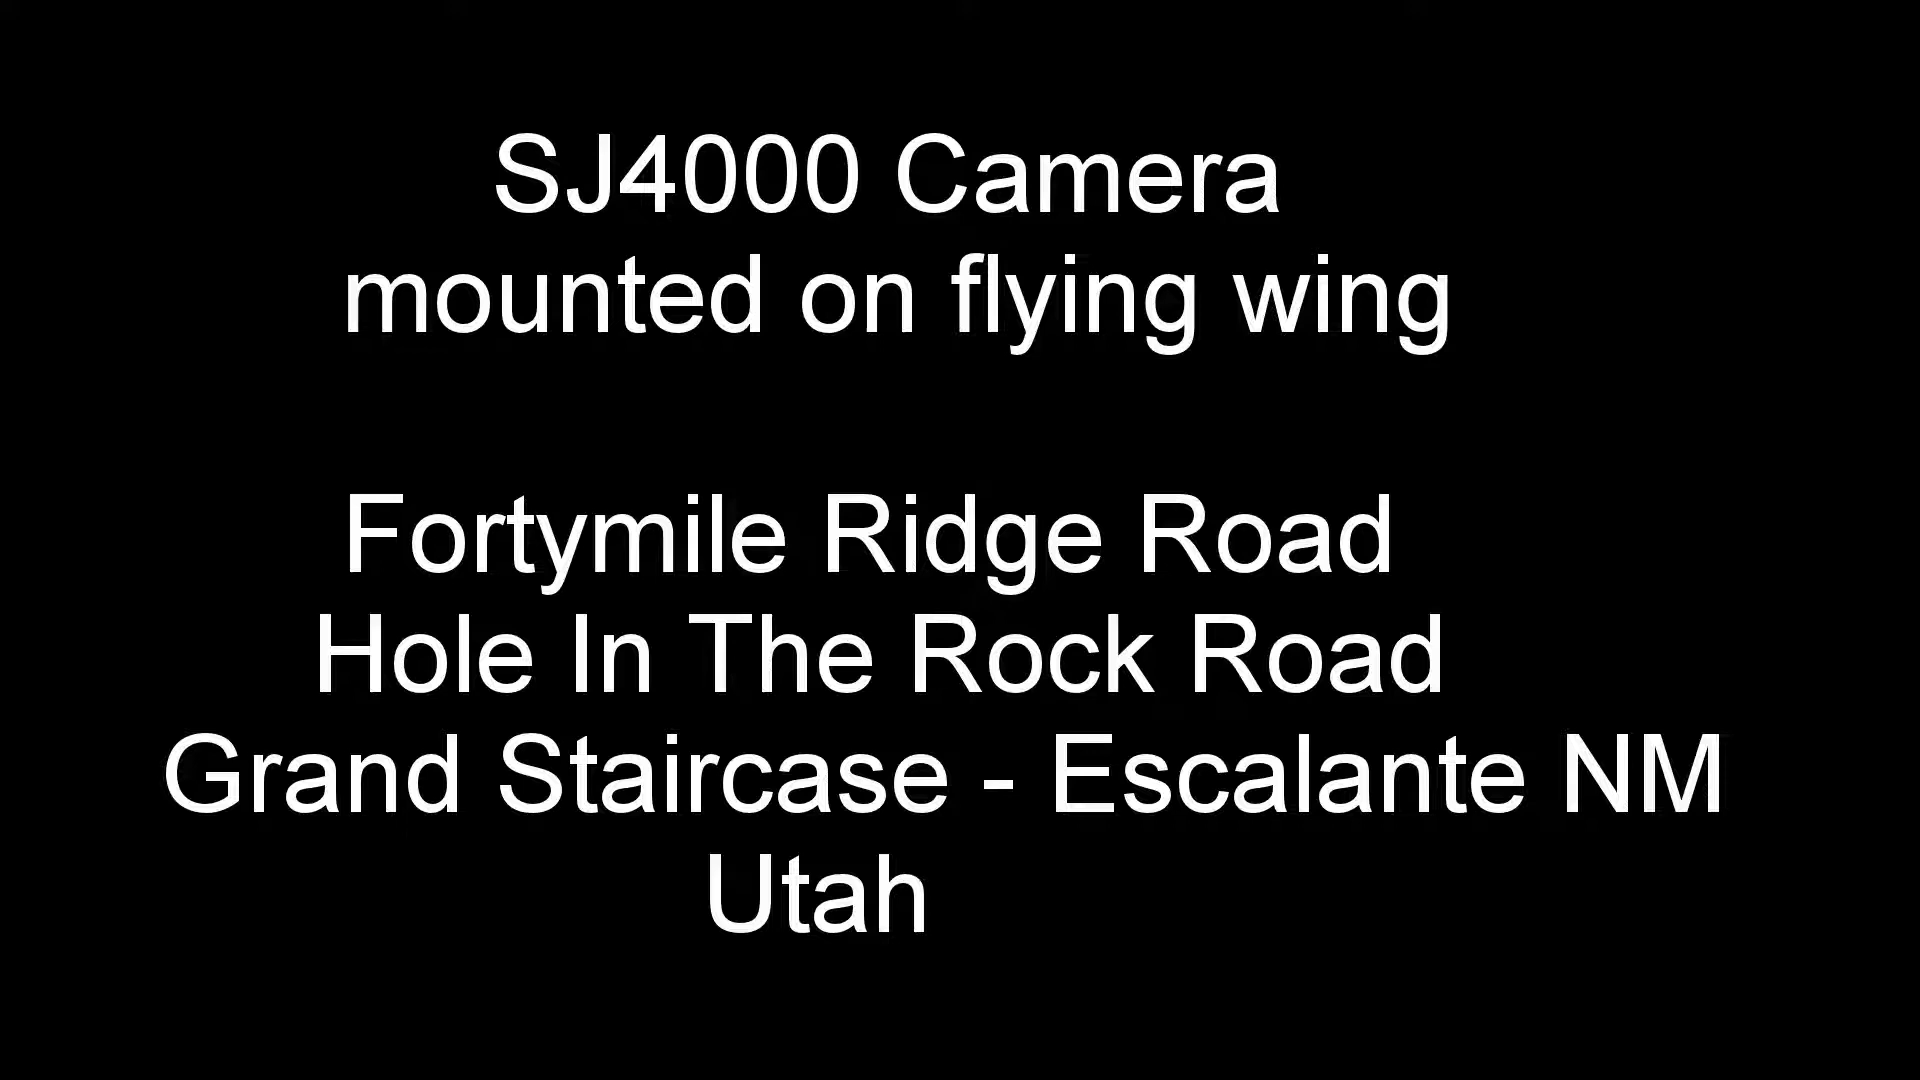 SJ4000 Camera
mounted on flying wing
Fortymile Ridge Road
Hole In The Rock Road
Grand Staircase - Escalante NM
Utah